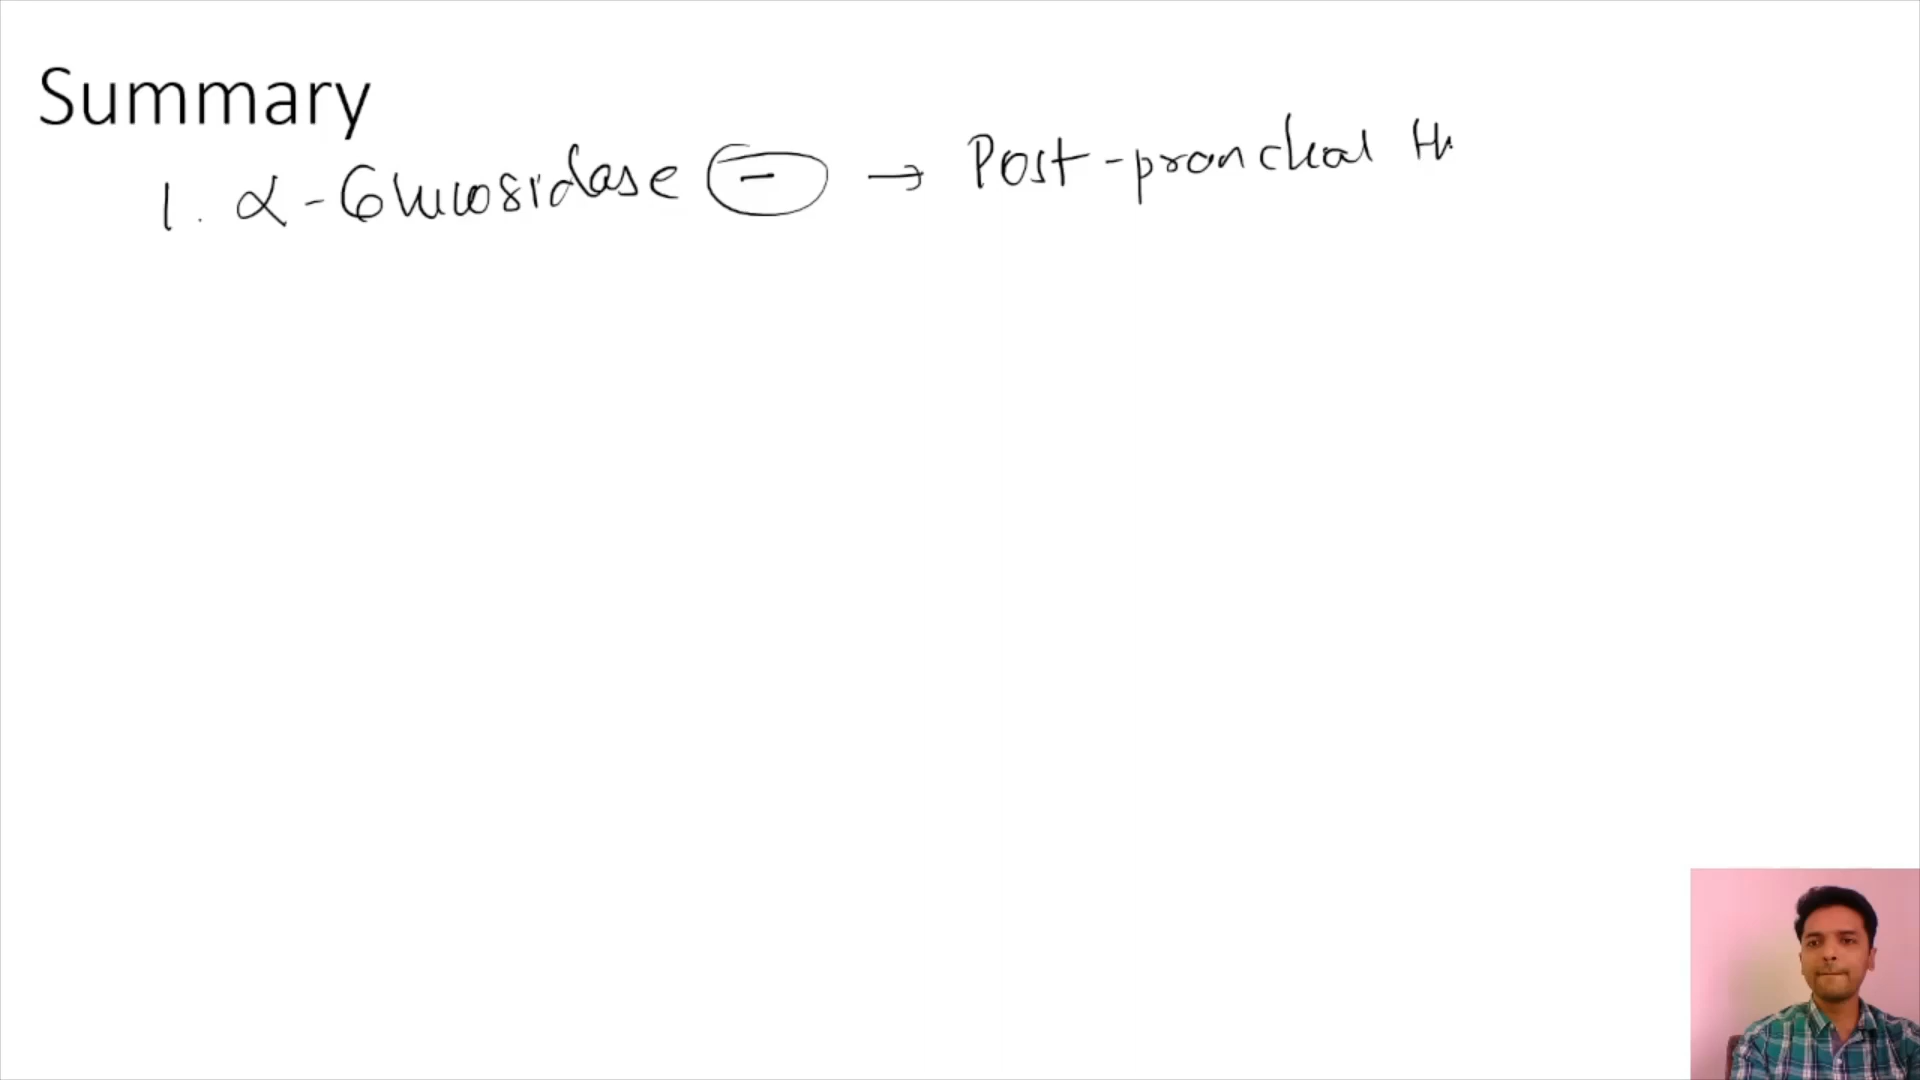 Summary
1. α-Glucosidase (-) → Post-prandial